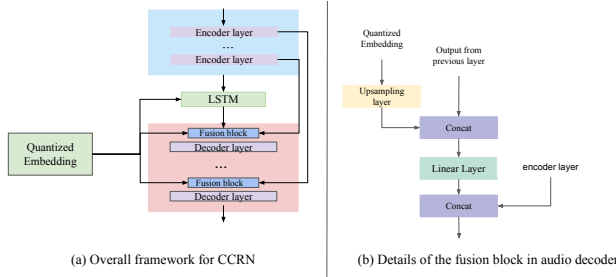 Encoder layer
...
Encoder layer
LSTM
Quantized
Embedding
Fusion block
Decoder layer
...
Fusion block
Decoder layer
(a) Overall framework for CCRN
Quantized
Embedding
Output from
previous layer
Upsampling
layer
Concat
Linear Layer
encoder layer
Concat
(b) Details of the fusion block in audio decoder